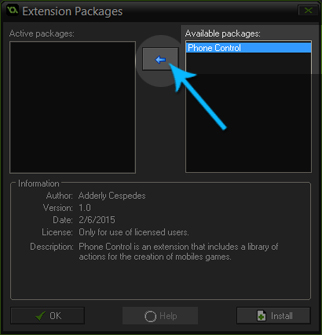 Extension Packages
Active packages:
Available packages:
Phone Control
Information
Author: Adderly Cespedes
Version: 1.0
Date: 2/6/2015
License: Only for use of licensed users.
Description: Phone Control is an extension that includes a library of
actions for the creation of mobiles games.
OK
Help
Install